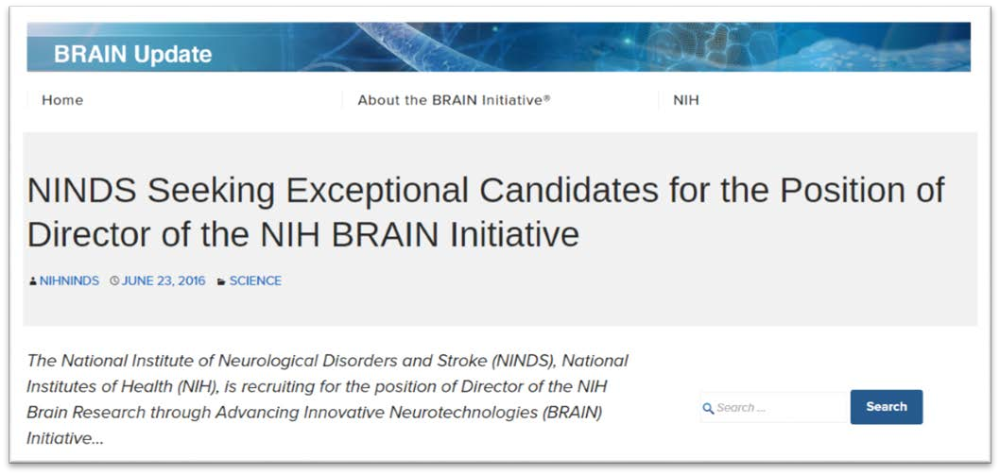 BRAIN Update
Home
About the BRAIN Initiative®
NIH
NINDS Seeking Exceptional Candidates for the Position of
Director of the NIH BRAIN Initiative
NIHNINDS JUNE 23, 2016 SCIENCE
The National Institute of Neurological Disorders and Stroke (NINDS), National
Institutes of Health (NIH), is recruiting for the position of Director of the NIH
Brain Research through Advancing Innovative Neurotechnologies (BRAIN)
Initiative...
Search ...
Search